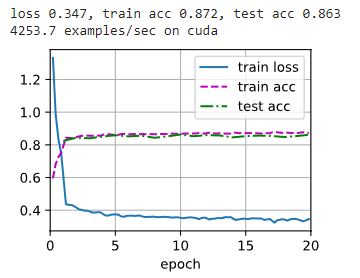 loss 0.347, train acc 0.872, test acc 0.863
4253.7 examples/sec on cuda
train loss
train acc
test acc
1.2
1.0
0.8
0.6
0.4
0 5 10 15 20
epoch